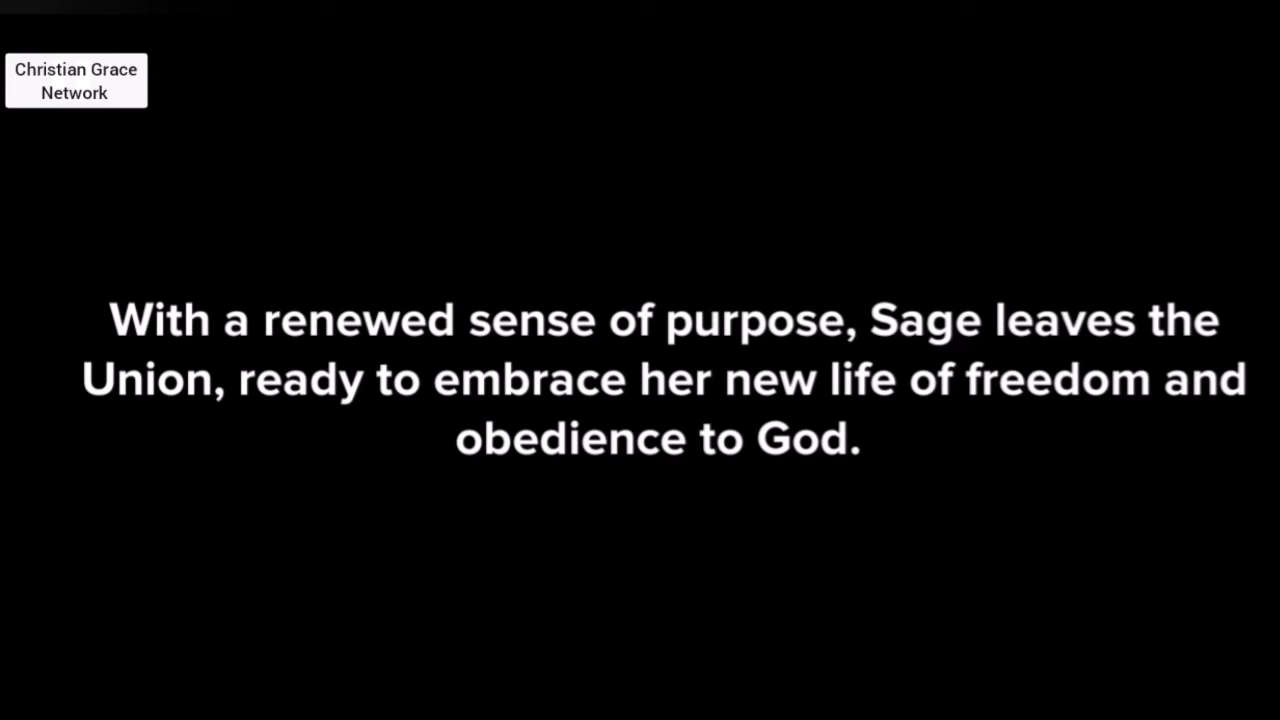 Christian Grace
Network
With a renewed sense of purpose, Sage leaves the
Union, ready to embrace her new life of freedom and
obedience to God.